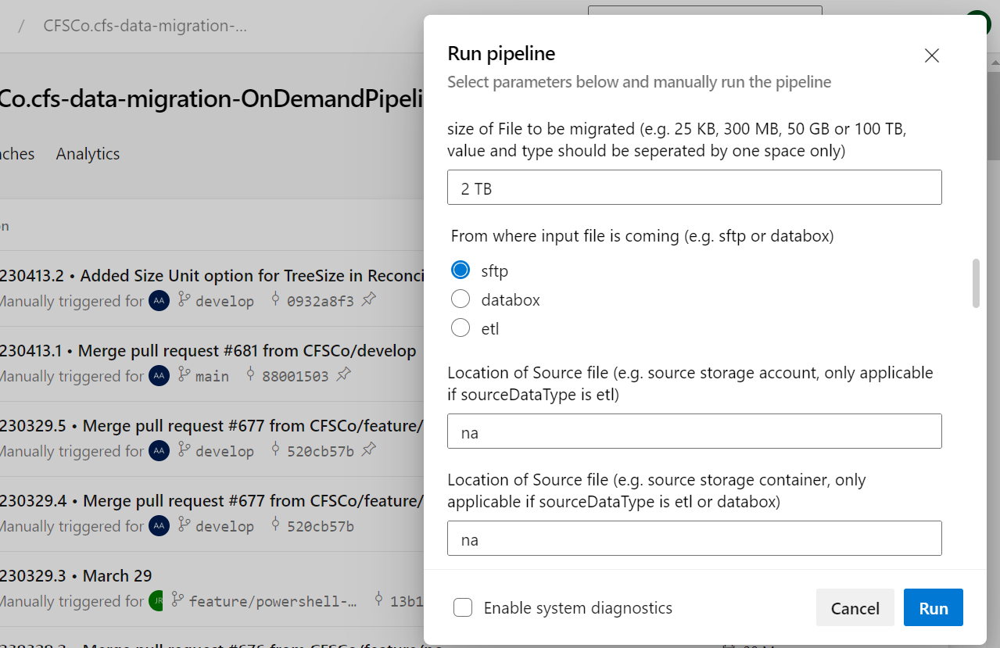 / CFSCo.cfs-data-migration-...
Co.cfs-data-migration-OnDemandPipeli
ches Analytics
230413.2 • Added Size Unit option for TreeSize in Reconci
Manually triggered for AA develop 0932a8f3
230413.1 • Merge pull request #681 from CFSCo/develop
Manually triggered for AA main 88001503
230329.5 • Merge pull request #677 from CFSCo/feature/
Manually triggered for AA develop 520cb57b
230329.4 • Merge pull request #677 from CFSCo/feature/
Manually triggered for AA develop 520cb57b
230329.3 • March 29
Manually triggered for JR feature/powershell-… 13b1
Run pipeline
Select parameters below and manually run the pipeline
size of File to be migrated (e.g. 25 KB, 300 MB, 50 GB or 100 TB,
value and type should be seperated by one space only)
2 TB
From where input file is coming (e.g. sftp or databox)
sftp
databox
etl
Location of Source file (e.g. source storage account, only applicable
if sourceDataType is etl)
na
Location of Source file (e.g. source storage container, only
applicable if sourceDataType is etl or databox)
na
Enable system diagnostics
Cancel
Run